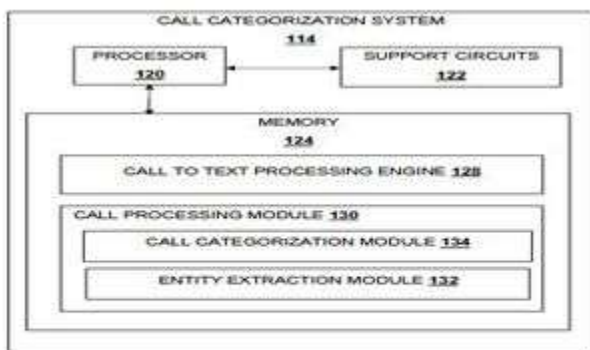 CALL CATEGORIZATION SYSTEM
114
PROCESSOR
120
SUPPORT CIRCUITS
122
MEMORY
124
CALL TO TEXT PROCESSING ENGINE 128
CALL PROCESSING MODULE 130
CALL CATEGORIZATION MODULE 134
ENTITY EXTRACTION MODULE 132